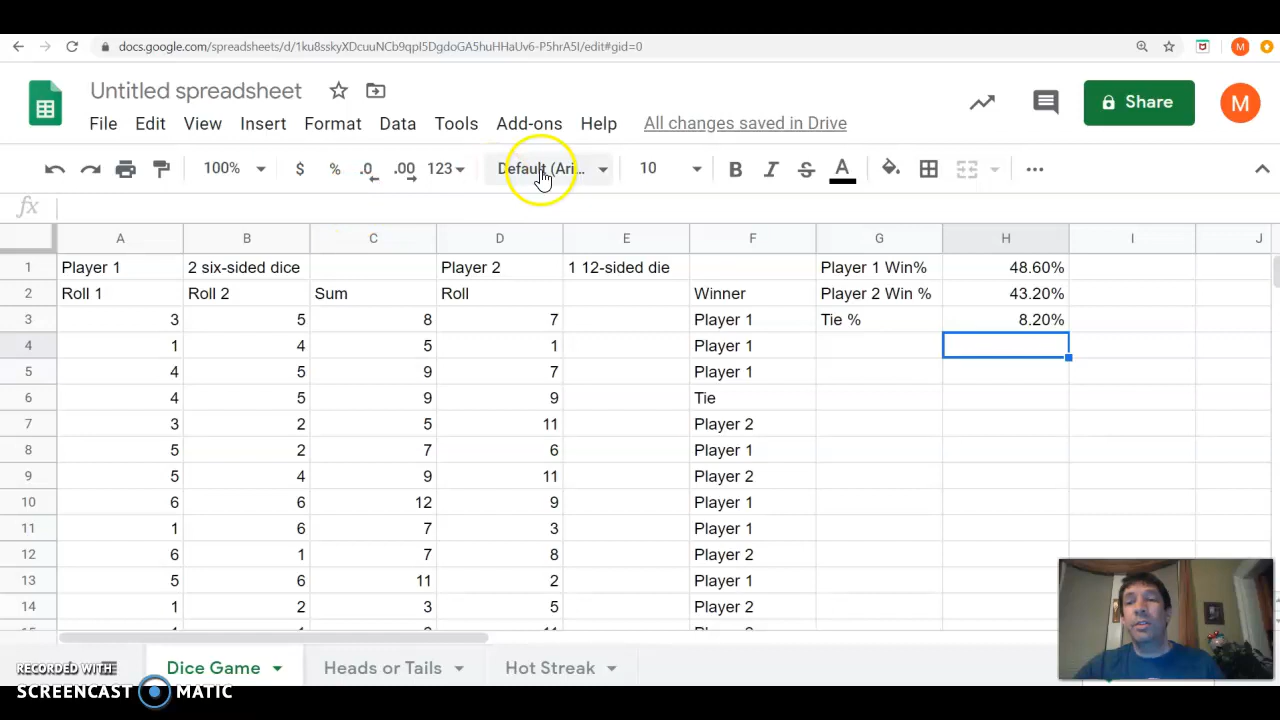 docs.google.com/spreadsheets/d/1ku8sskyXDcuuNCb9qpI5DgdoGA5huHHaUv6-P5hrA5I/edit#gid=0
Untitled spreadsheet
File Edit View Insert Format Data Tools Add-ons Help All changes saved in Drive
Share
M
100% $ % .0 .00 123 Default (Ari... 10 B I S A
fx
A B C D E F G H I J
1 Player 1 2 six-sided dice Player 2 1 12-sided die Player 1 Win% 48.60%
2 Roll 1 Roll 2 Sum Roll Winner Player 2 Win % 43.20%
3 3 5 8 7 Player 1 Tie % 8.20%
4 1 4 5 1 Player 1
5 4 5 9 7 Player 1
6 4 5 9 9 Tie
7 3 2 5 11 Player 2
8 5 2 7 6 Player 1
9 5 4 9 11 Player 2
10 6 6 12 9 Player 1
11 1 6 7 3 Player 1
12 6 1 7 8 Player 2
13 5 6 11 2 Player 1
14 1 2 3 5 Player 2
Dice Game Heads or Tails Hot Streak
RECORDED WITH
SCREENCAST MATIC